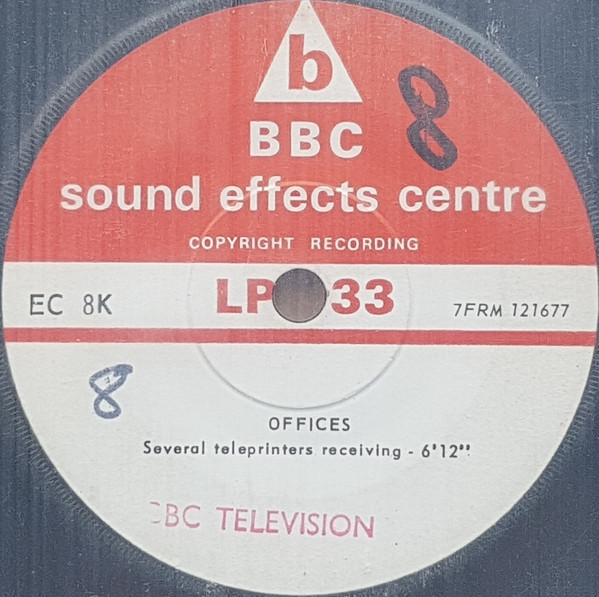 b
8
BBC
sound effects centre
COPYRIGHT RECORDING
EC 8K LP 33 7FRM 121677
8
OFFICES
Several teleprinters receiving - 6'12"
BBC TELEVISION